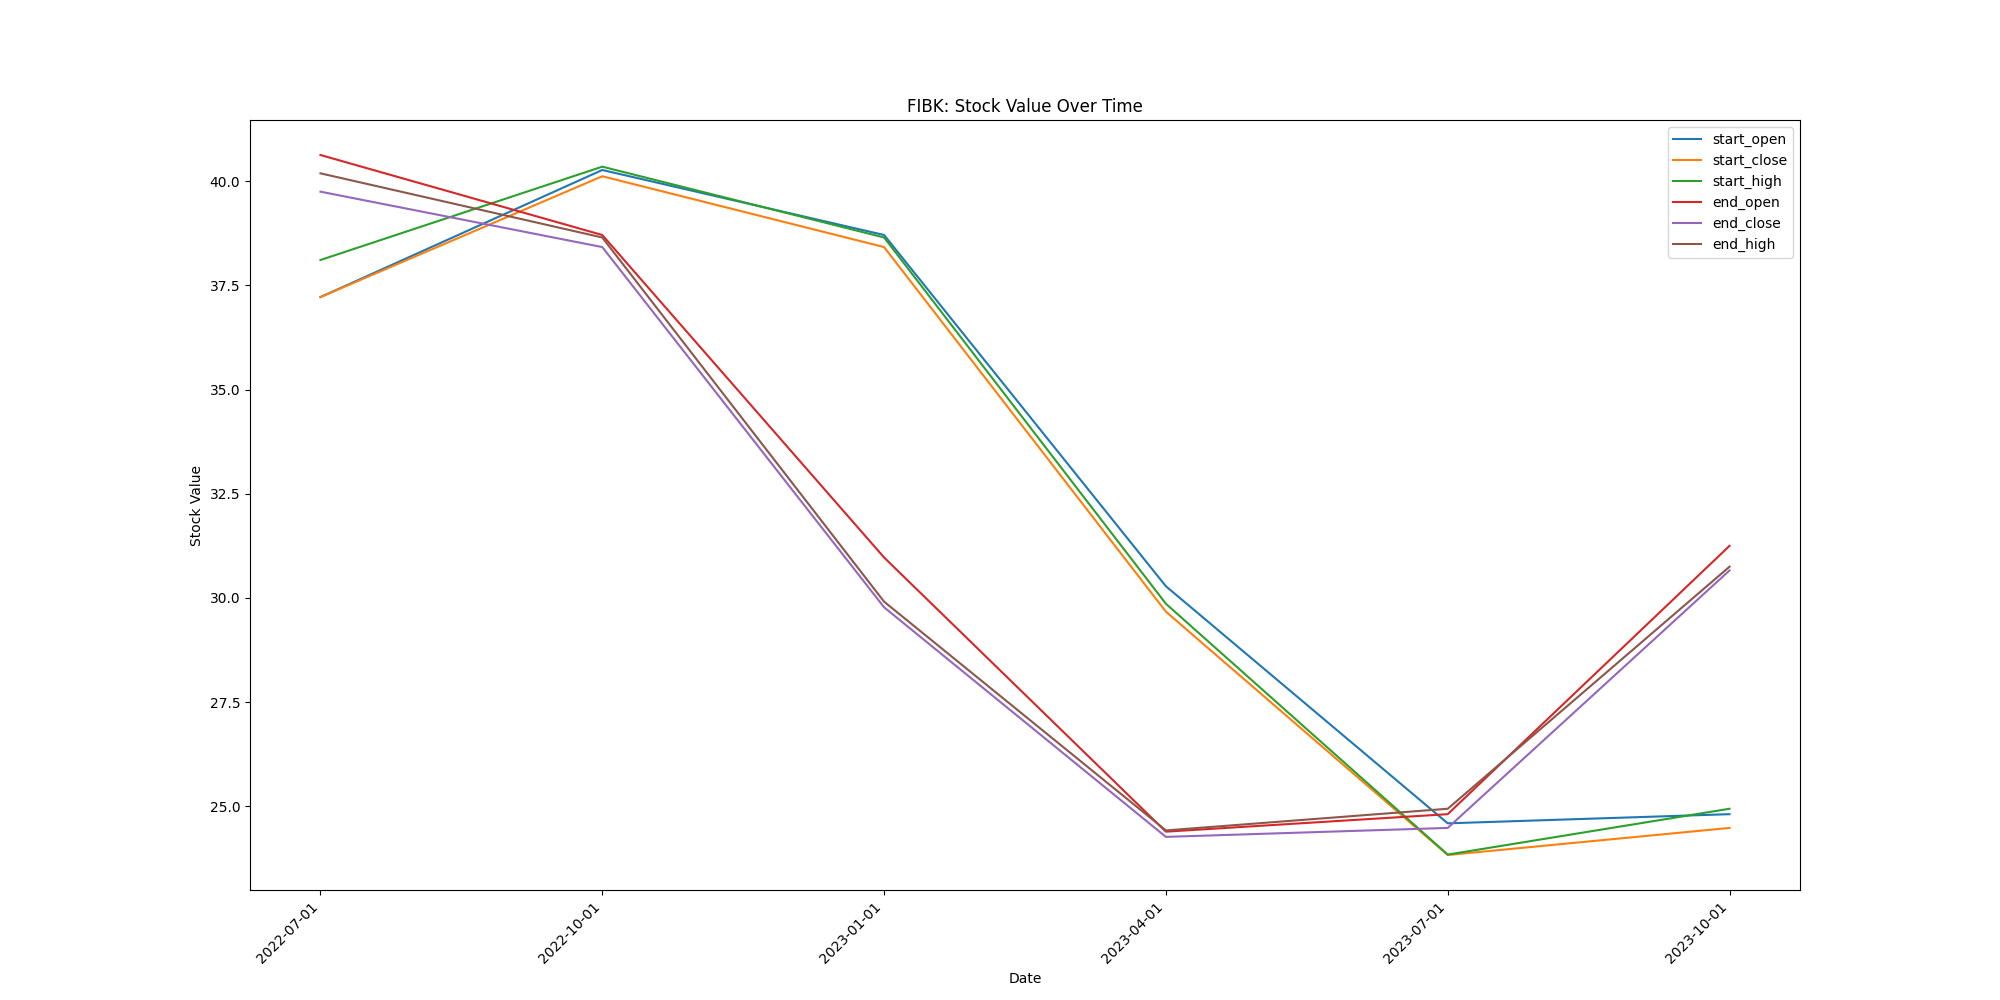 FIBK: Stock Value Over Time
start_open
start_close
start_high
end_open
end_close
end_high
40.0
37.5
35.0
32.5
30.0
27.5
25.0
Stock Value
2022-07-01
2022-10-01
2023-01-01
2023-04-01
2023-07-01
2023-10-01
Date